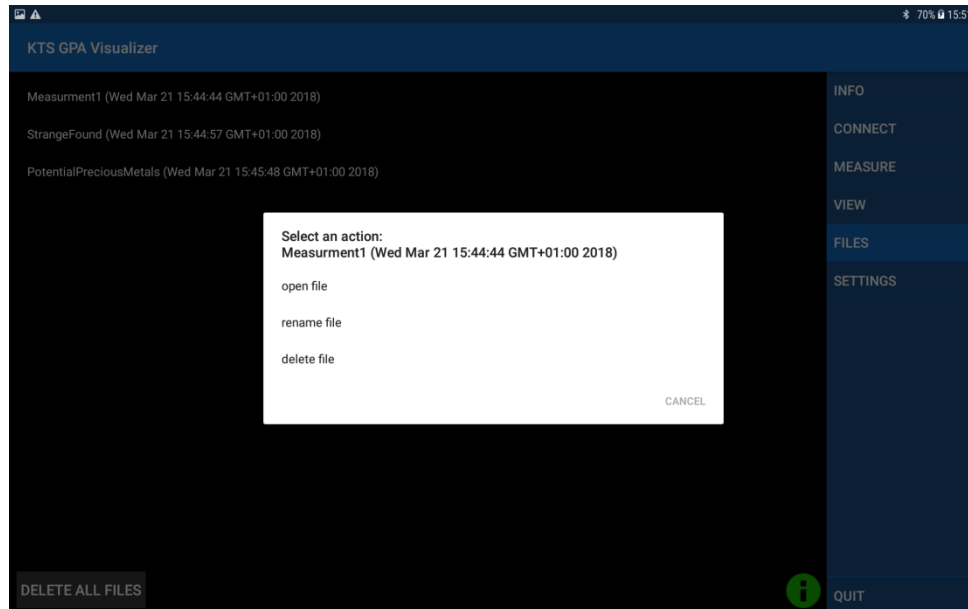 70% 15:51
KTS GPA Visualizer
Measurment1 (Wed Mar 21 15:44:44 GMT+01:00 2018)
StrangeFound (Wed Mar 21 15:44:57 GMT+01:00 2018)
PotentialPreciousMetals (Wed Mar 21 15:45:48 GMT+01:00 2018)
Select an action:
Measurment1 (Wed Mar 21 15:44:44 GMT+01:00 2018)
open file
rename file
delete file
CANCEL
INFO
CONNECT
MEASURE
VIEW
FILES
SETTINGS
DELETE ALL FILES
i
QUIT